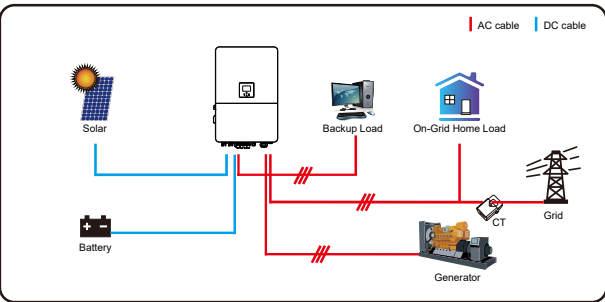 AC cable
DC cable
Solar
Backup Load
On-Grid Home Load
CT
Grid
Battery
Generator